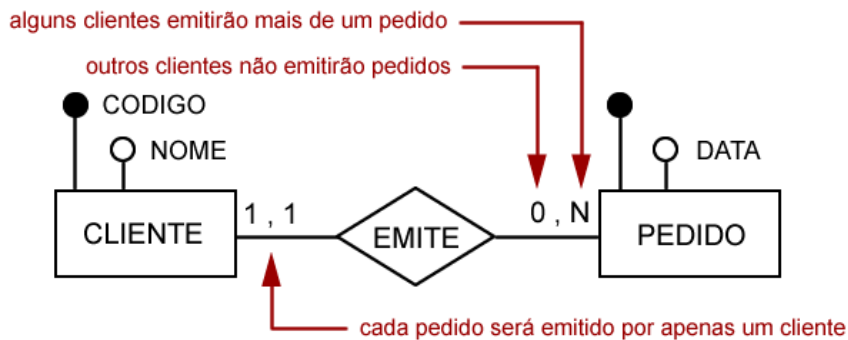 alguns clientes emitirão mais de um pedido
outros clientes não emitirão pedidos
CODIGO
NOME
DATA
CLIENTE
1 , 1
EMITE
0 , N
PEDIDO
cada pedido será emitido por apenas um cliente